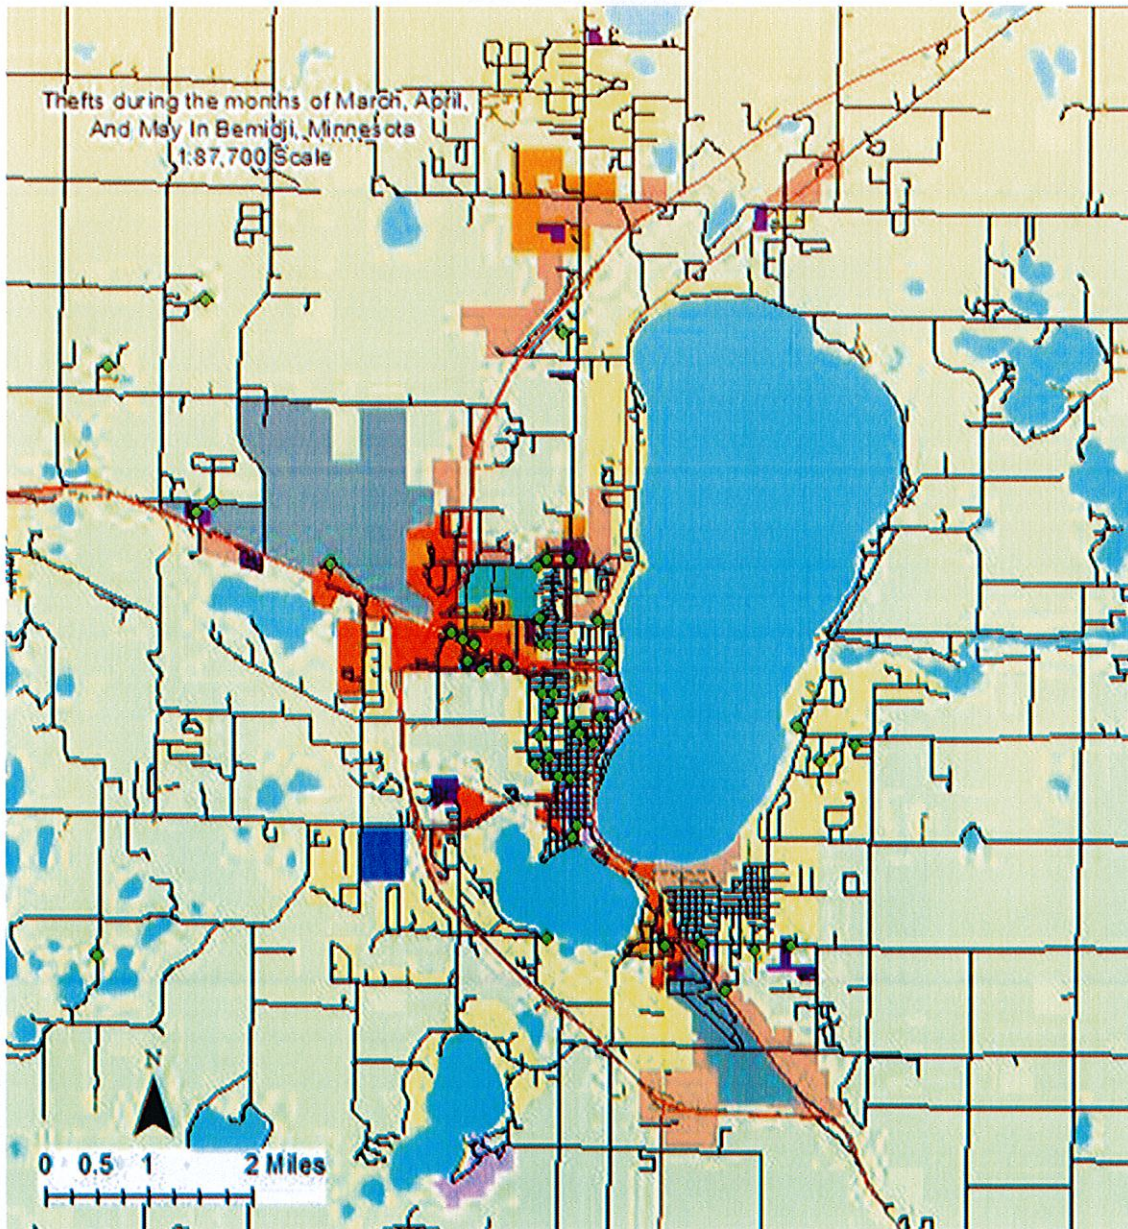 Thefts during the months of March, April,
And May In Bemidji, Minnesota
1:87,700 Scale
N
0 0.5 1 2 Miles